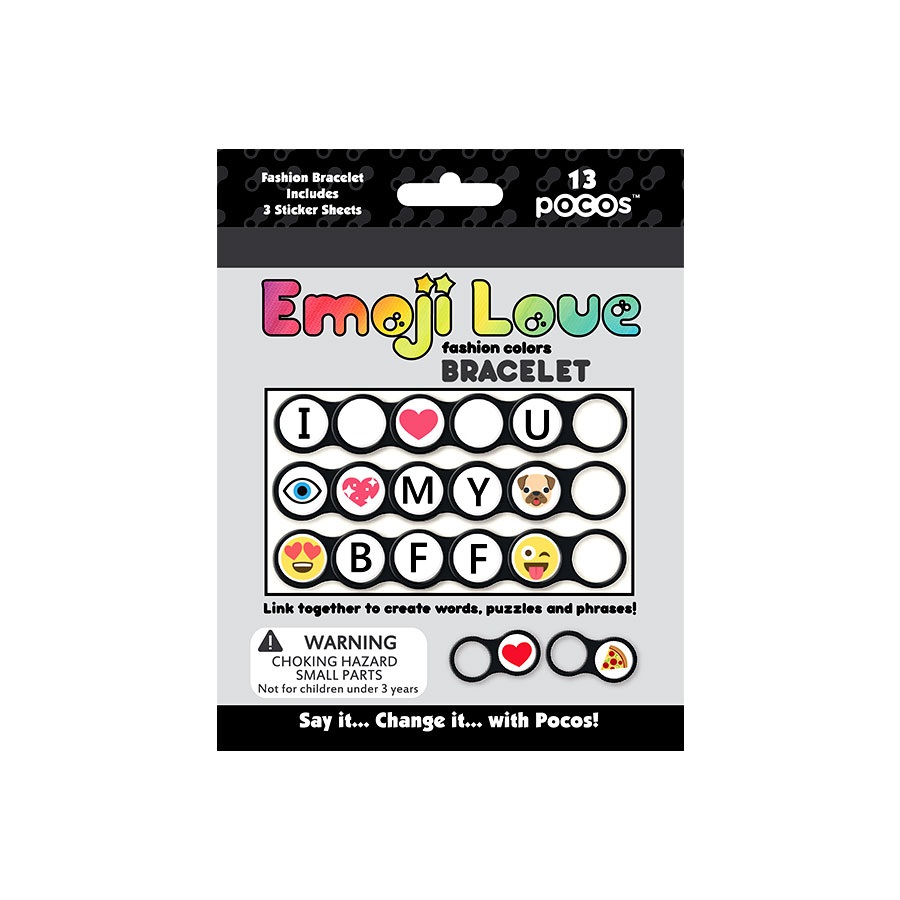 Fashion Bracelet
Includes
3 Sticker Sheets
13
pocos™
Emoji Love
fashion colors
BRACELET
I U
MY
BFF
Link together to create words, puzzles and phrases!
WARNING
CHOKING HAZARD
SMALL PARTS
Not for children under 3 years
Say it... Change it... with Pocos!